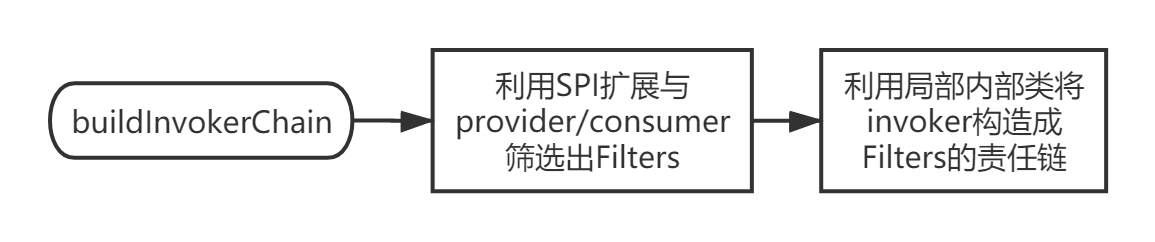 buildInvokerChain
利用SPI扩展与
provider/consumer
筛选出Filters
利用局部内部类将
invoker构造成
Filters的责任链